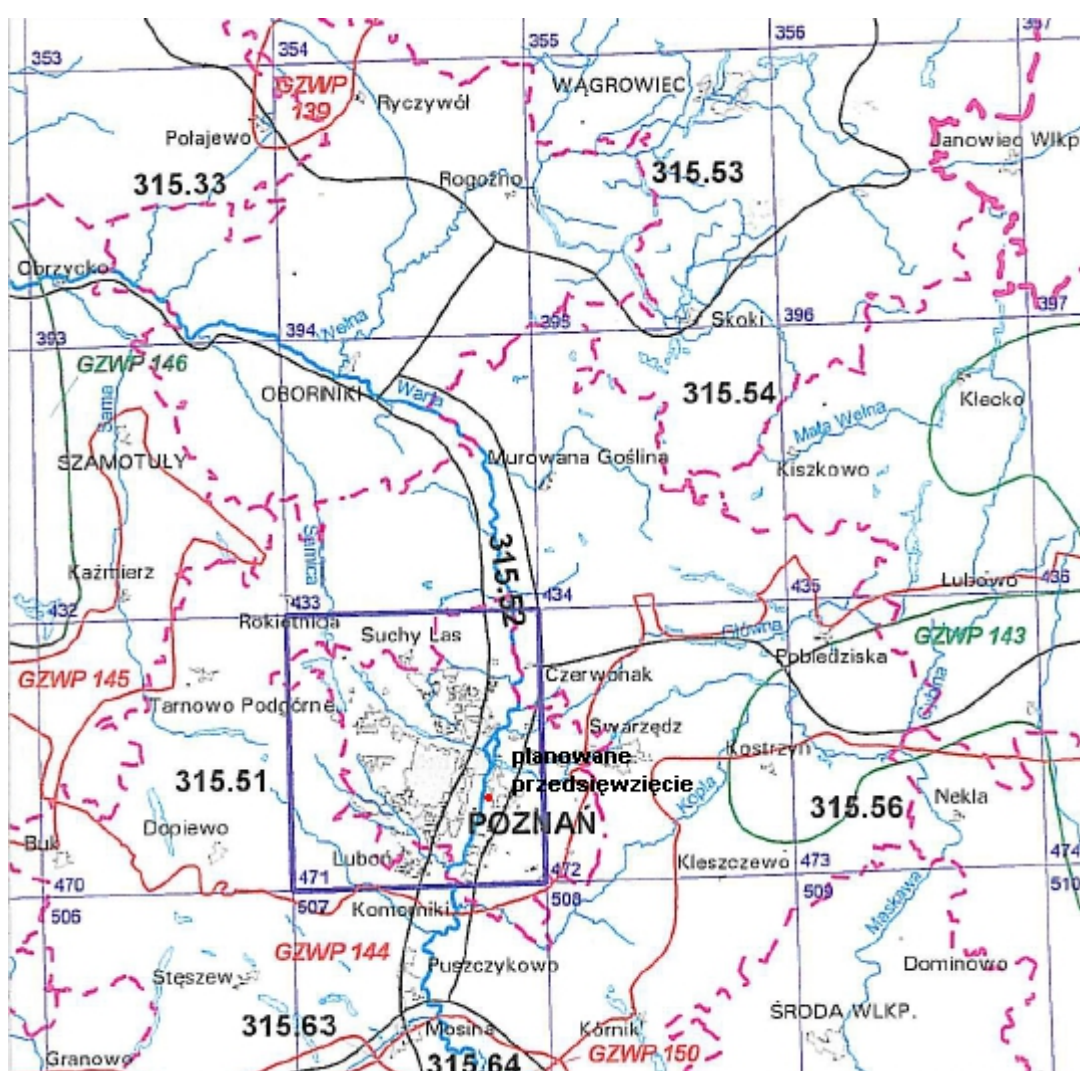 353
354
355
356
357
GZWP
139
Ryczywół
WĄGROWIEC
Połajewo
Janowiec Wlkp
315.33
Rogoźno
315.53
Obrzycko
393
394
Wełna
395
Skoki
396
397
GZWP 146
OBORNIKI
Warta
315.54
Kłecko
Sama
Mała Wełna
SZAMOTUŁY
Murowana Goślina
Kiszkowo
315.52
Samica
Kaźmierz
Lubowo
432
433
434
435
436
Rokietnica
Suchy Las
Główna
GZWP 143
Pobiedziska
GZWP 145
Czerwonak
Cybina
Tarnowo Podgórne
Swarzędz
planowane
przedsięwzięcie
Kostrzyn
315.51
Kopla
315.56
Nekla
POZNAŃ
Dopiewo
Buk
Luboń
Kleszczewo
470
471
472
473
474
506
507
508
509
510
Komorniki
Maskawa
GZWP 144
Puszczykowo
Dominowo
Stęszew
315.63
Mosina
Kórnik
ŚRODA WLKP.
GZWP 150
Granowo
315.64